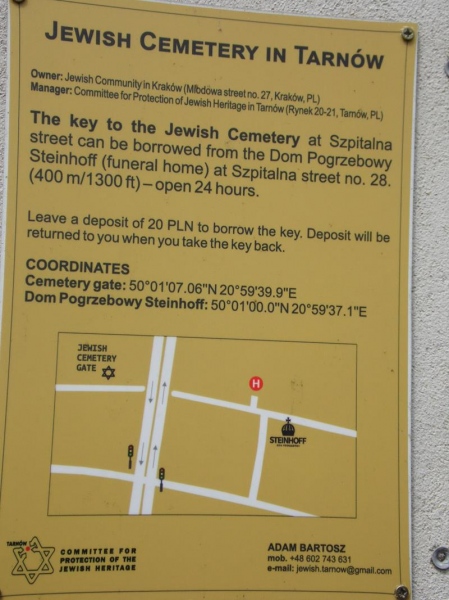 JEWISH CEMETERY IN TARNÓW
Owner: Jewish Community in Kraków (Miodowa street no. 27, Kraków, PL)
Manager: Committee for Protection of Jewish Heritage in Tarnów (Rynek 20-21, Tarnów, PL)
The key to the Jewish Cemetery at Szpitalna
street can be borrowed from the Dom Pogrzebowy
Steinhoff (funeral home) at Szpitalna street no. 28.
(400 m/1300 ft) – open 24 hours.
Leave a deposit of 20 PLN to borrow the key. Deposit will be
returned to you when you take the key back.
COORDINATES
Cemetery gate: 50°01'07.06"N 20°59'39.9"E
Dom Pogrzebowy Steinhoff: 50°01'00.0"N 20°59'37.1"E
JEWISH
CEMETERY
GATE
H
STEINHOFF
TARNÓW
COMMITTEE FOR
PROTECTION OF THE
JEWISH HERITAGE
ADAM BARTOSZ
mob. +48 602 743 631
e-mail: jewish.tarnow@gmail.com